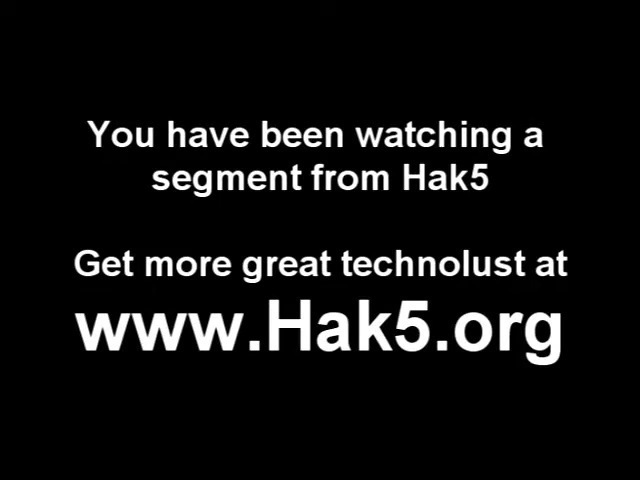 You have been watching a
segment from Hak5
Get more great technolust at
www.Hak5.org